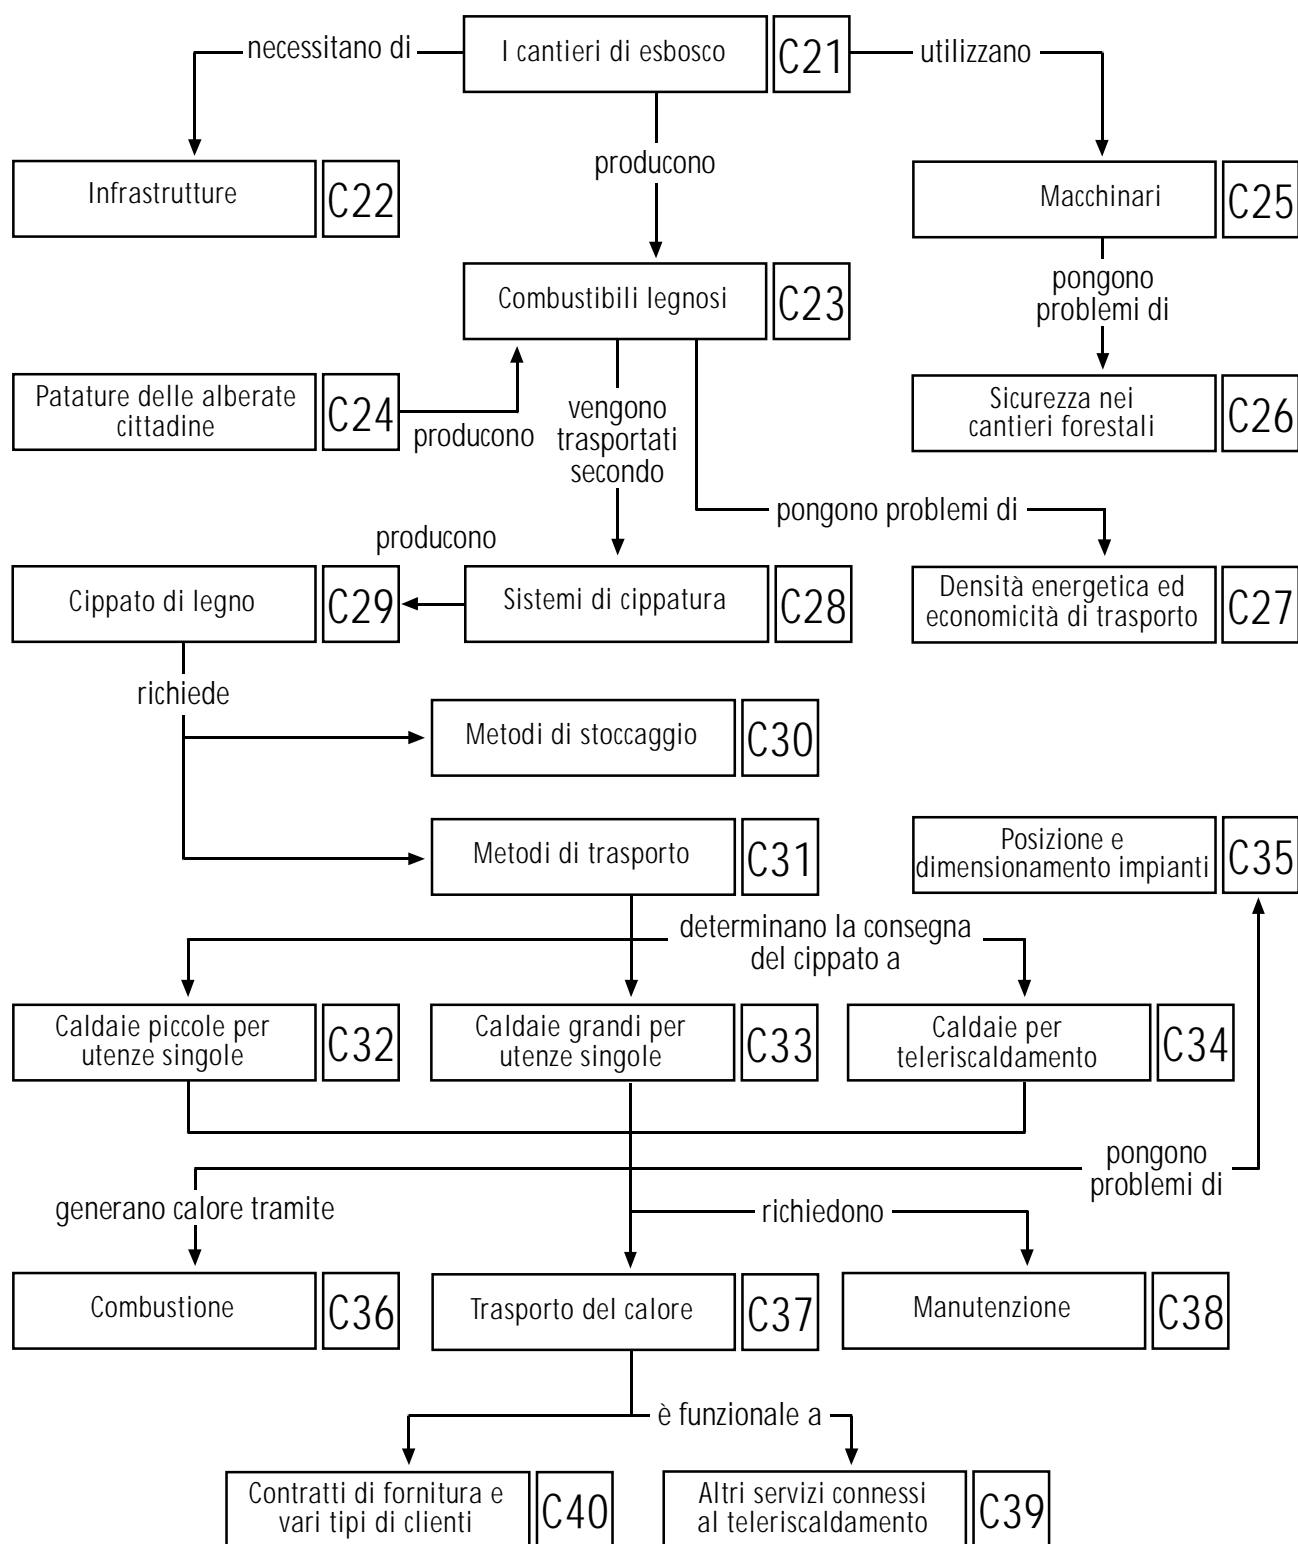 necessitano di
I cantieri di esbosco
C21
utilizzano
Infrastrutture
C22
producono
Macchinari
C25
Combustibili legnosi
C23
pongono
problemi di
Patature delle alberate
cittadine
C24
producono
vengono
trasportati
secondo
Sicurezza nei
cantieri forestali
C26
pongono problemi di
producono
Cippato di legno
C29
Sistemi di cippatura
C28
Densità energetica ed
economicità di trasporto
C27
richiede
Metodi di stoccaggio
C30
Metodi di trasporto
C31
Posizione e
dimensionamento impianti
C35
determinano la consegna
del cippato a
Caldaie piccole per
utenze singole
C32
Caldaie grandi per
utenze singole
C33
Caldaie per
teleriscaldamento
C34
pongono
problemi di
generano calore tramite
richiedono
Combustione
C36
Trasporto del calore
C37
Manutenzione
C38
è funzionale a
Contratti di fornitura e
vari tipi di clienti
C40
Altri servizi connessi
al teleriscaldamento
C39